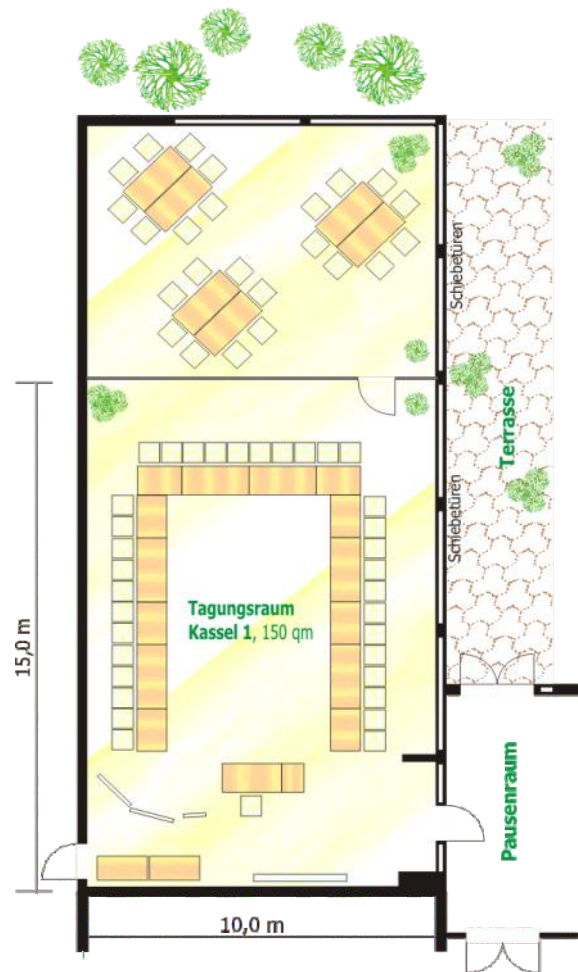 Schiebetüren
Terrasse
Schiebetüren
15,0 m
Tagungsraum
Kassel 1, 150 qm
Pausenraum
10,0 m